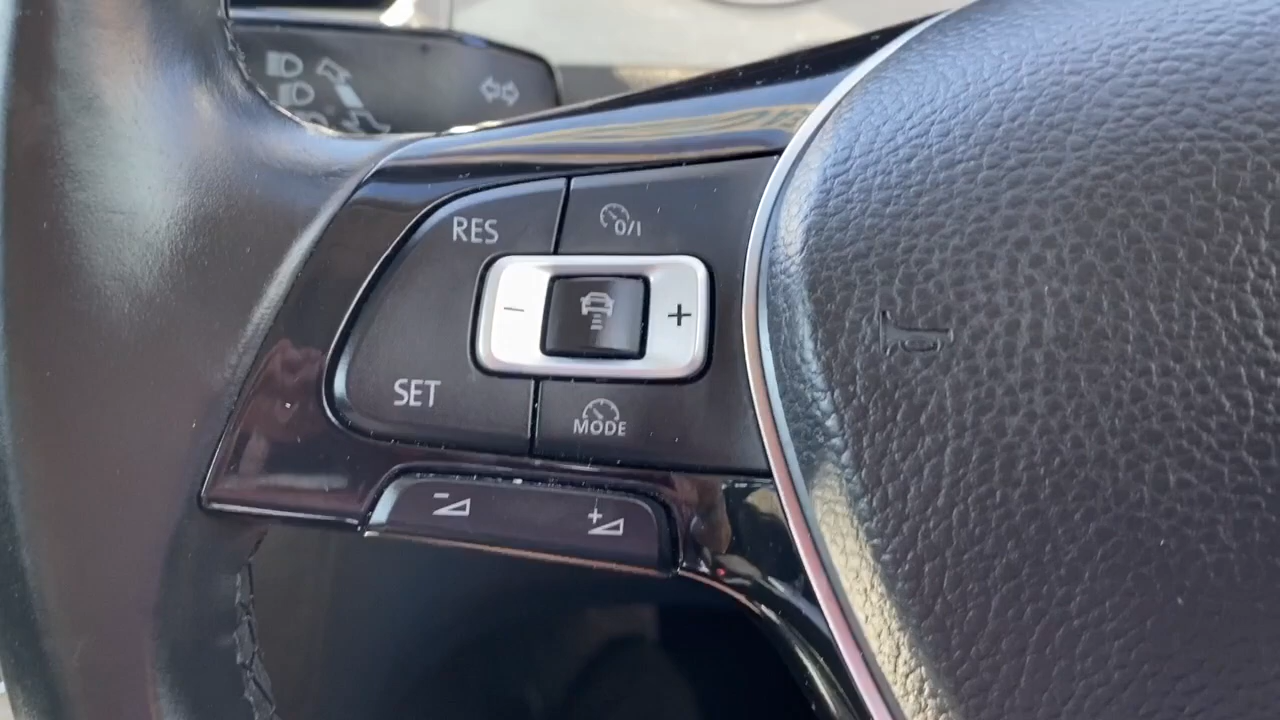 RES
0/I
− +
SET
MODE
− +